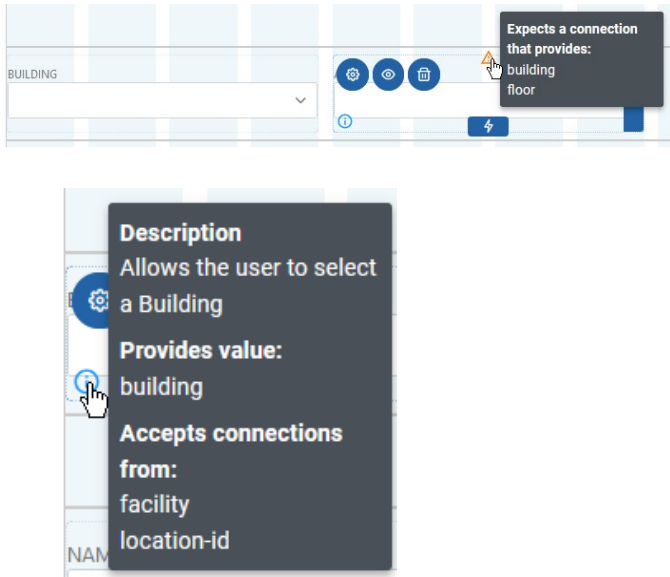 Expects a connection
that provides:
building
floor
BUILDING
Description
Allows the user to select
a Building
Provides value:
building
Accepts connections
from:
facility
location-id
NAM